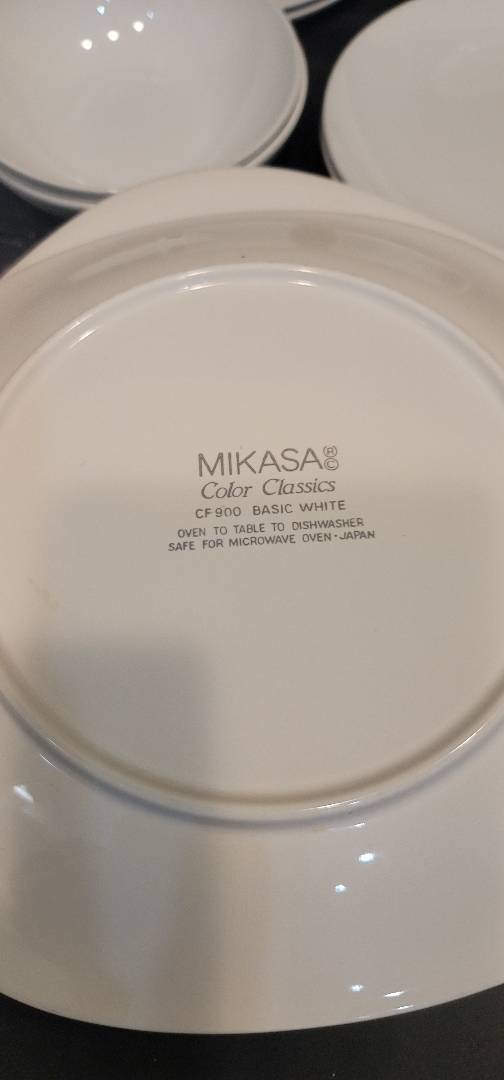 MIKASA®©
Color Classics
CF900 BASIC WHITE
OVEN TO TABLE TO DISHWASHER
SAFE FOR MICROWAVE OVEN · JAPAN